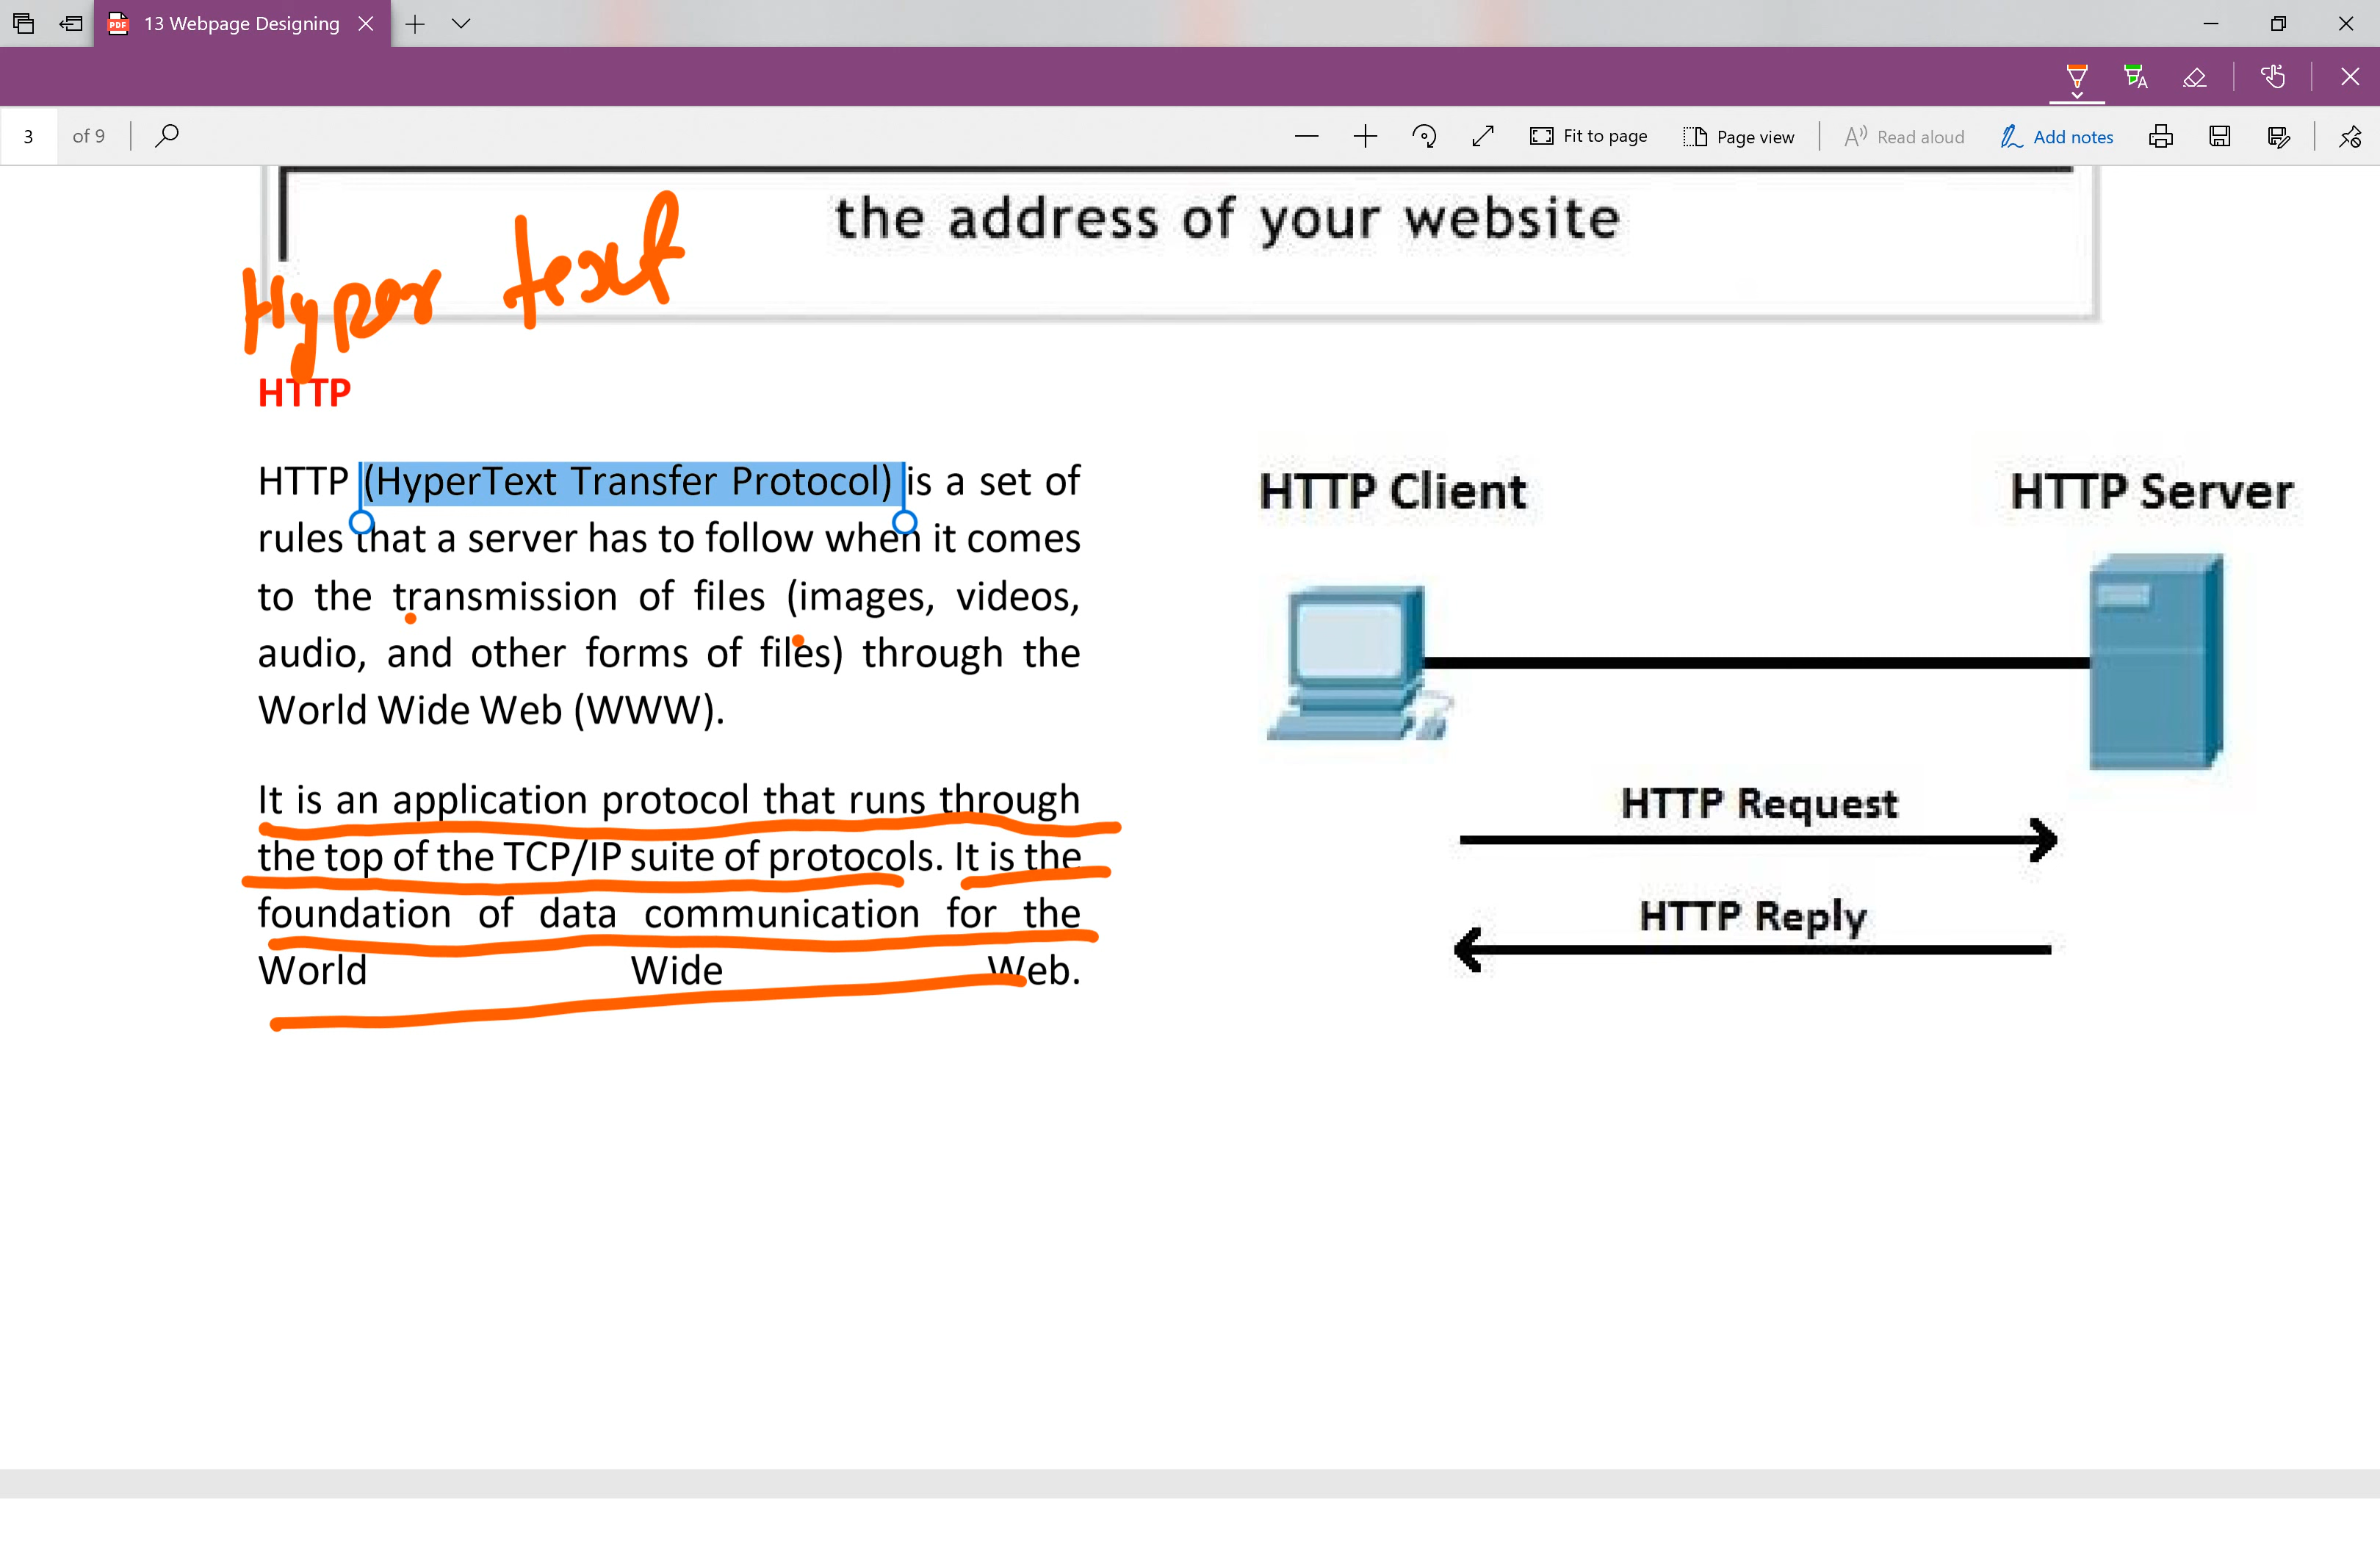 13 Webpage Designing
3 of 9
Fit to page
Page view
Read aloud
Add notes
the address of your website
Hyper text
HTTP
HTTP (HyperText Transfer Protocol) is a set of
rules that a server has to follow when it comes
to the transmission of files (images, videos,
audio, and other forms of files) through the
World Wide Web (WWW).
It is an application protocol that runs through
the top of the TCP/IP suite of protocols. It is the
foundation of data communication for the
World Wide Web.
HTTP Client
HTTP Server
HTTP Request
HTTP Reply